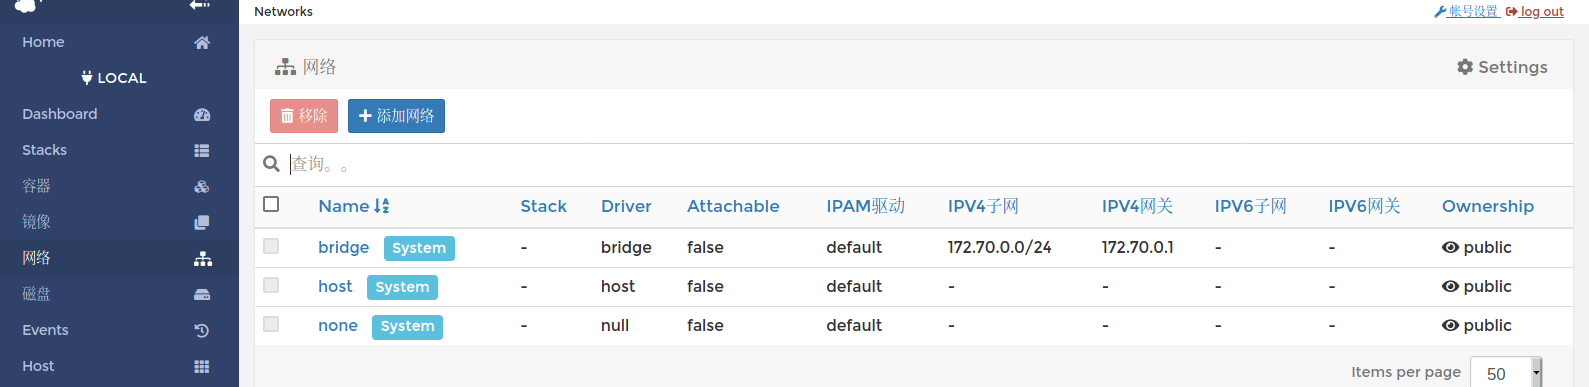 Networks
帐号设置 log out
Home
LOCAL
Dashboard
Stacks
容器
镜像
网络
磁盘
Events
Host
网络
Settings
移除 添加网络
查询。。
Name Stack Driver Attachable IPAM驱动 IPV4子网 IPV4网关 IPV6子网 IPV6网关 Ownership
bridge System - bridge false default 172.70.0.0/24 172.70.0.1 - - public
host System - host false default - - - - public
none System - null false default - - - - public
Items per page 50